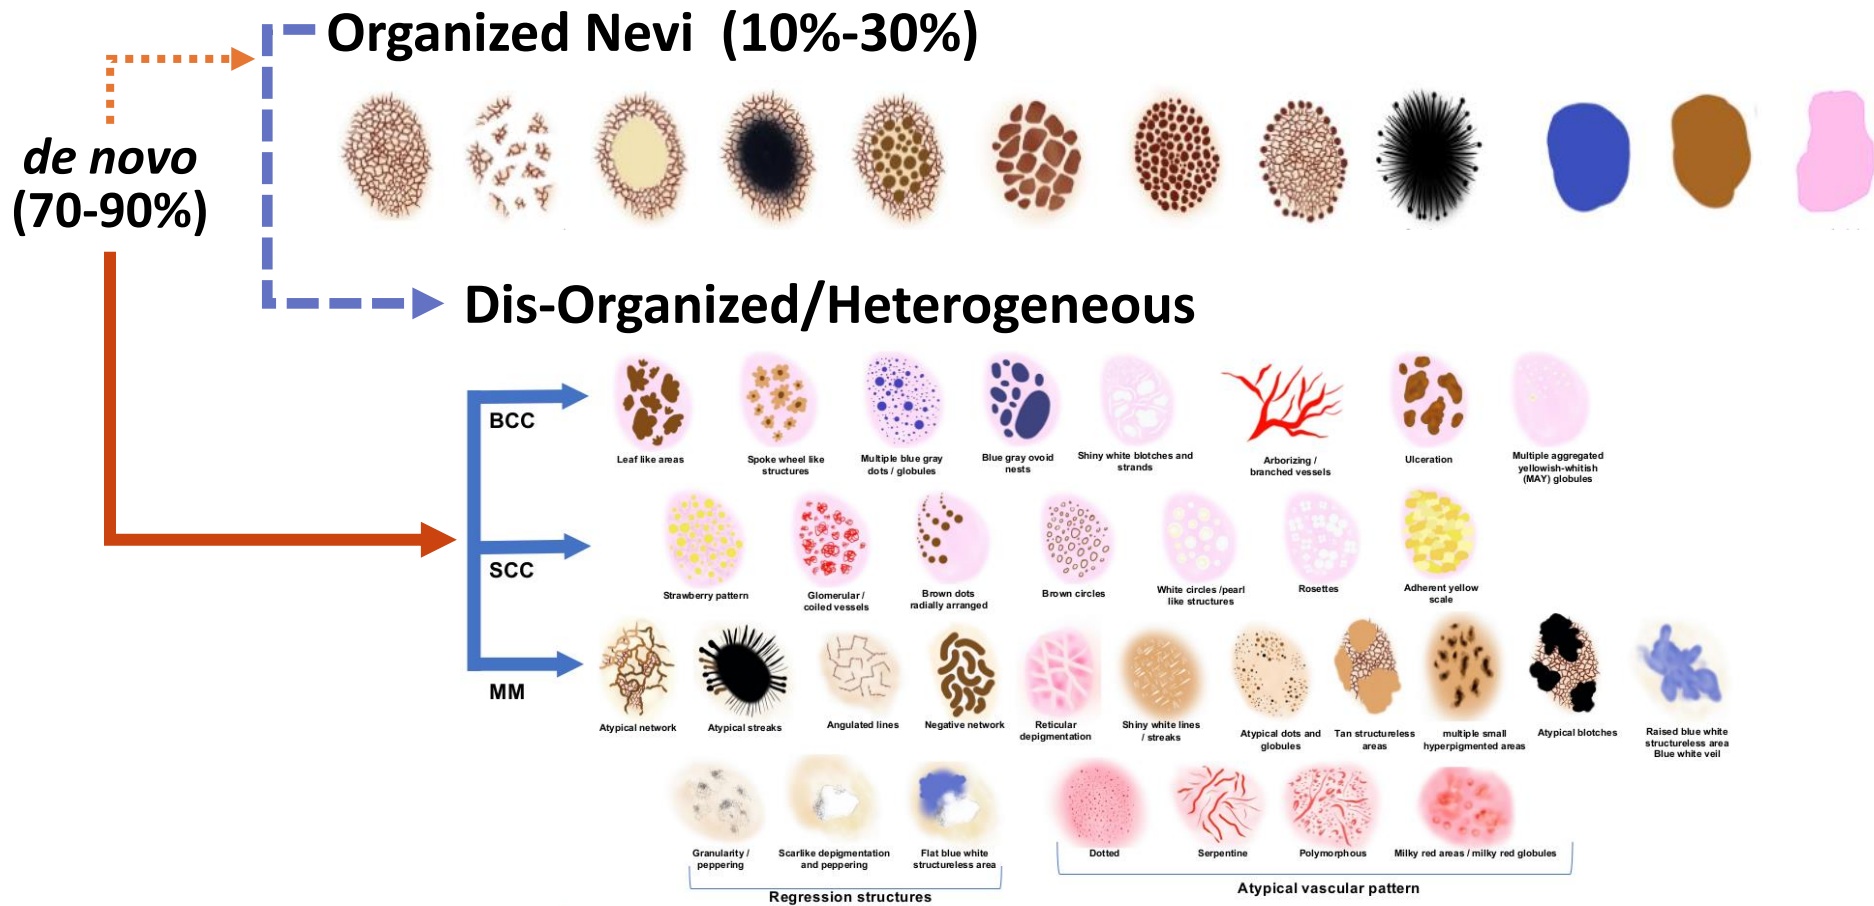 Organized Nevi (10%-30%)
de novo
(70-90%)
Dis-Organized/Heterogeneous
BCC
Leaf like areas
Spoke wheel like
structures
Multiple blue gray
dots / globules
Blue gray ovoid
nests
Shiny white blotches and
strands
Arborizing /
branched vessels
Ulceration
Multiple aggregated
yellowish-whitish
(MAY) globules
SCC
Strawberry pattern
Glomerular /
coiled vessels
Brown dots
radially arranged
Brown circles
White circles /pearl
like structures
Rosettes
Adherent yellow
scale
MM
Atypical network
Atypical streaks
Angulated lines
Negative network
Reticular
depigmentation
Shiny white lines
/ streaks
Atypical dots and
globules
Tan structureless
areas
multiple small
hyperpigmented areas
Atypical blotches
Raised blue white
structureless area
Blue white veil
Granularity /
peppering
Scarlike depigmentation
and peppering
Flat blue white
structureless area
Regression structures
Dotted
Serpentine
Polymorphous
Milky red areas / milky red globules
Atypical vascular pattern